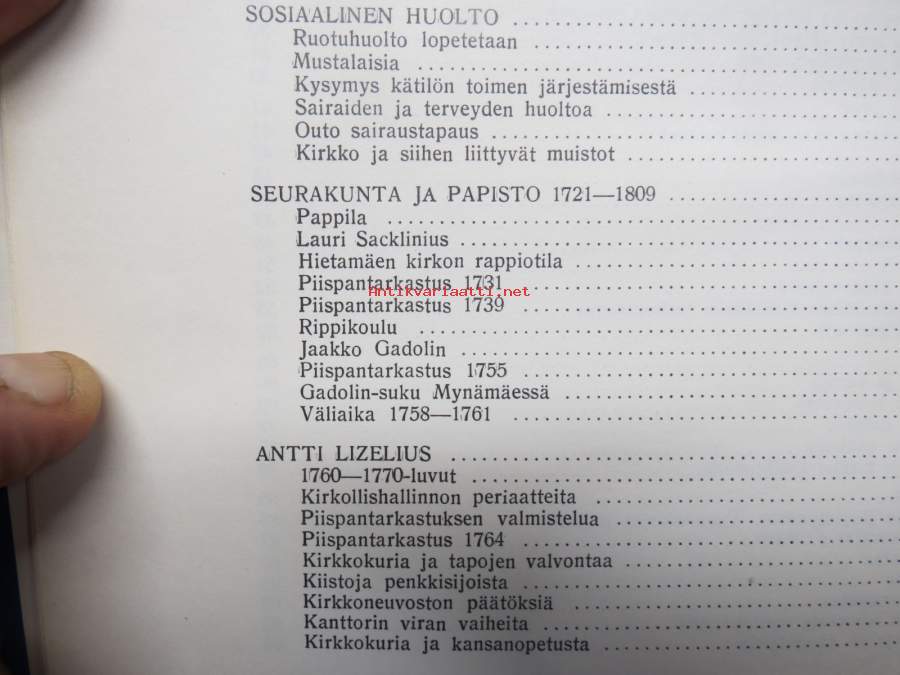 SOSIAALINEN HUOLTO
Ruotuhuolto lopetetaan
Mustalaisia
Kysymys kätilön toimen järjestämisestä
Sairaiden ja terveyden huoltoa
Outo sairaustapaus
Kirkko ja siihen liittyvät muistot
SEURAKUNTA JA PAPISTO 1721—1809
Pappila
Lauri Sacklinius
Hietamäen kirkon rappiotila
Piispantarkastus 1731
Antikvariaatti.net
Piispantarkastus 1739
Rippikoulu
Jaakko Gadolin
Piispantarkastus 1755
Gadolin-suku Mynämäessä
Väliaika 1758—1761
ANTTI LIZELIUS
1760—1770-luvut
Kirkollishallinnon periaatteita
Piispantarkastuksen valmistelua
Piispantarkastus 1764
Kirkkokuria ja tapojen valvontaa
Kiistoja penkkisijoista
Kirkkoneuvoston päätöksiä
Kanttorin viran vaiheita
Kirkkokuria ja kansanopetusta